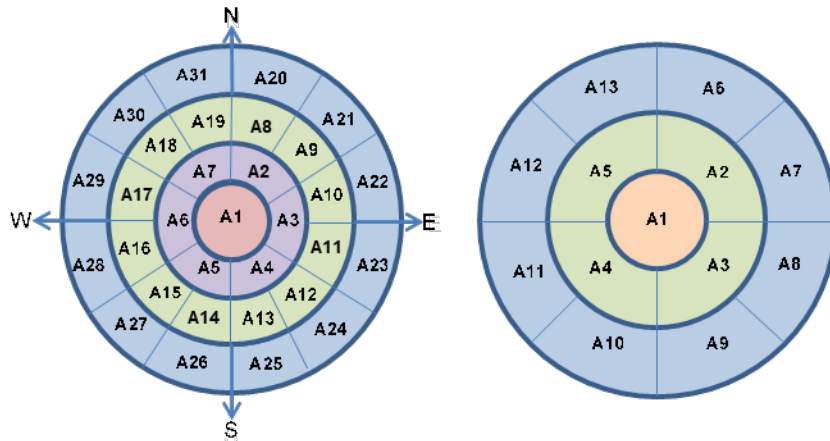 N
A31 A20
A30 A21
A19 A8
A18 A9
A29 A7 A2 A22
A17 A10
W A6 A1 A3 E
A28 A16 A11 A23
A5 A4
A15 A12
A27 A14 A13 A24
A26 A25
S
A13 A6
A12 A5 A2 A7
A1
A11 A4 A3 A8
A10 A9